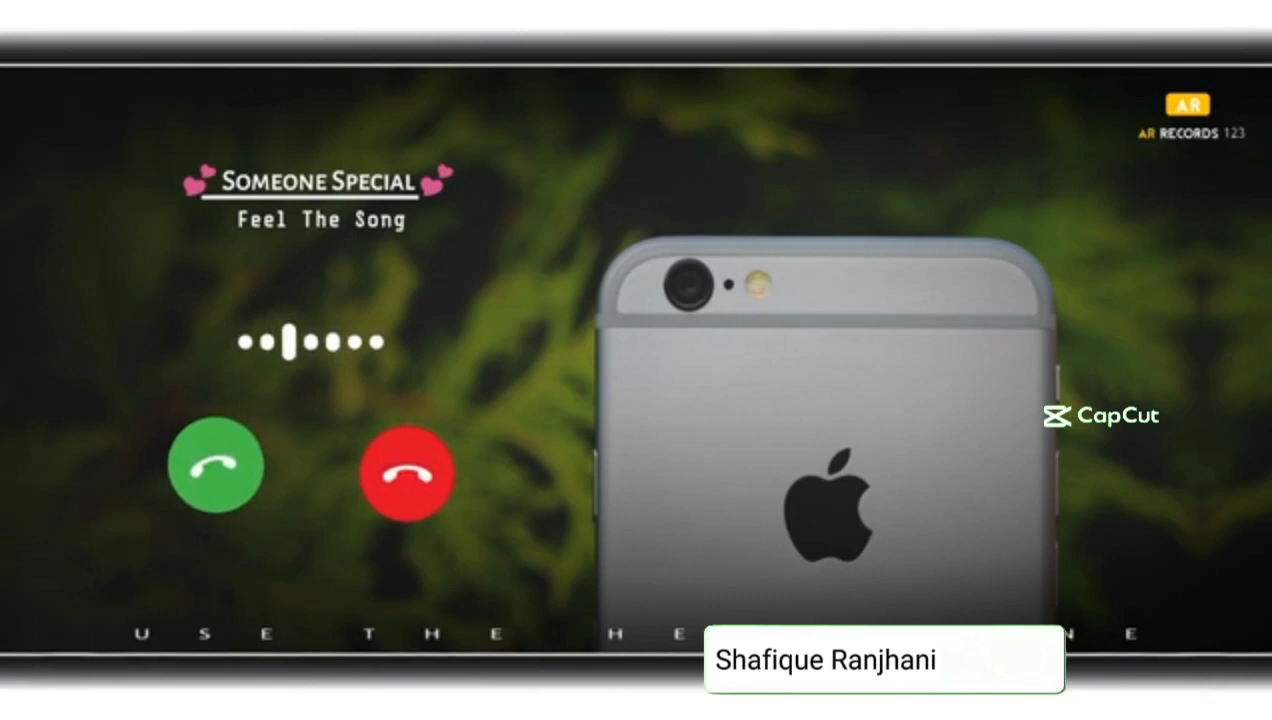 AR
AR RECORDS 123
SOMEONE SPECIAL
Feel The Song
CapCut
U S E T H E H E N E
Shafique Ranjhani